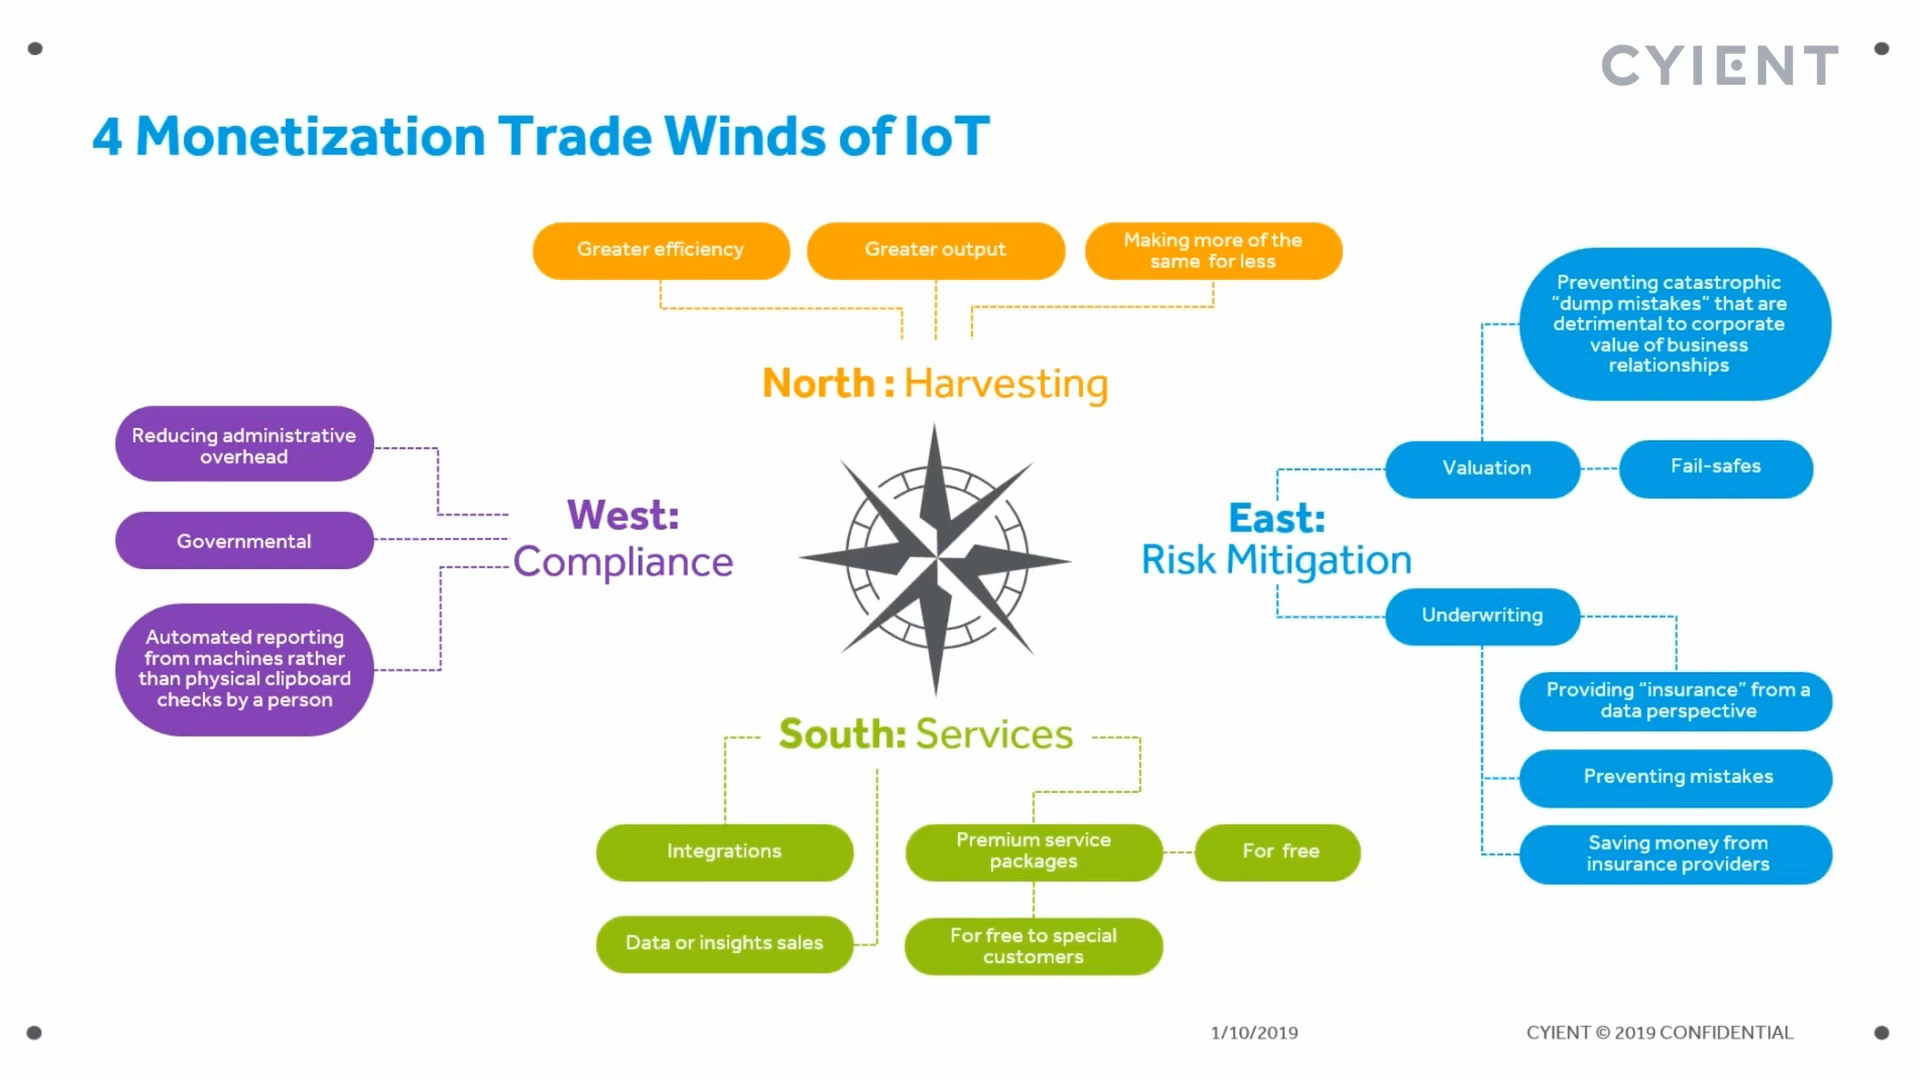 CYIENT
4 Monetization Trade Winds of IoT
Greater efficiency
Greater output
Making more of the
same for less
North : Harvesting
Preventing catastrophic
“dump mistakes” that are
detrimental to corporate
value of business
relationships
Valuation
Fail-safes
East:
Risk Mitigation
Underwriting
Providing “insurance” from a
data perspective
Preventing mistakes
Saving money from
insurance providers
Reducing administrative
overhead
Governmental
Automated reporting
from machines rather
than physical clipboard
checks by a person
West:
Compliance
South: Services
Integrations
Data or insights sales
Premium service
packages
For free
For free to special
customers
1/10/2019
CYIENT © 2019 CONFIDENTIAL